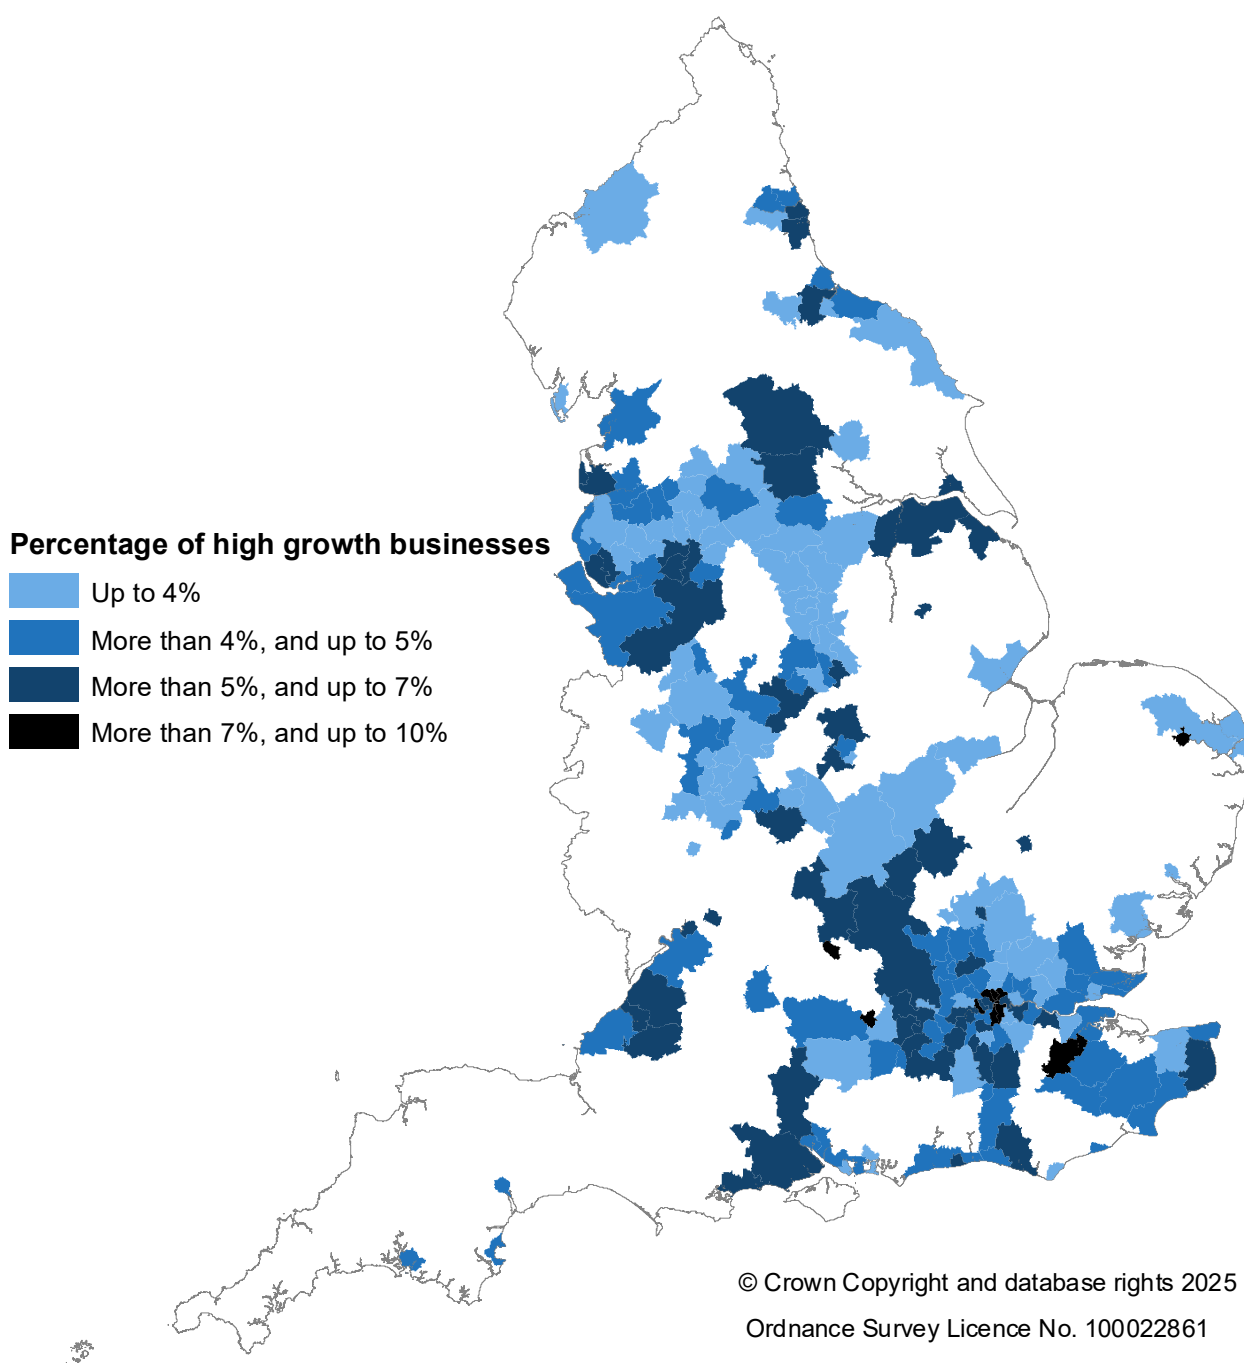 Percentage of high growth businesses
Up to 4%
More than 4%, and up to 5%
More than 5%, and up to 7%
More than 7%, and up to 10%
© Crown Copyright and database rights 2025
Ordnance Survey Licence No. 100022861